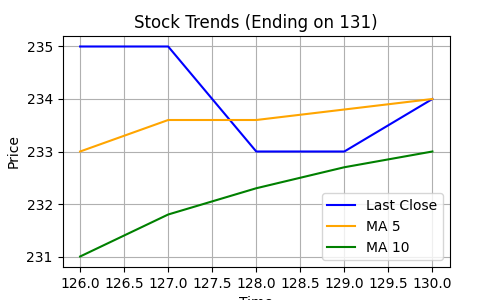 Stock Trends (Ending on 131)
235
234
233
232
231
Price
Last Close
MA 5
MA 10
126.0 126.5 127.0 127.5 128.0 128.5 129.0 129.5 130.0
Time